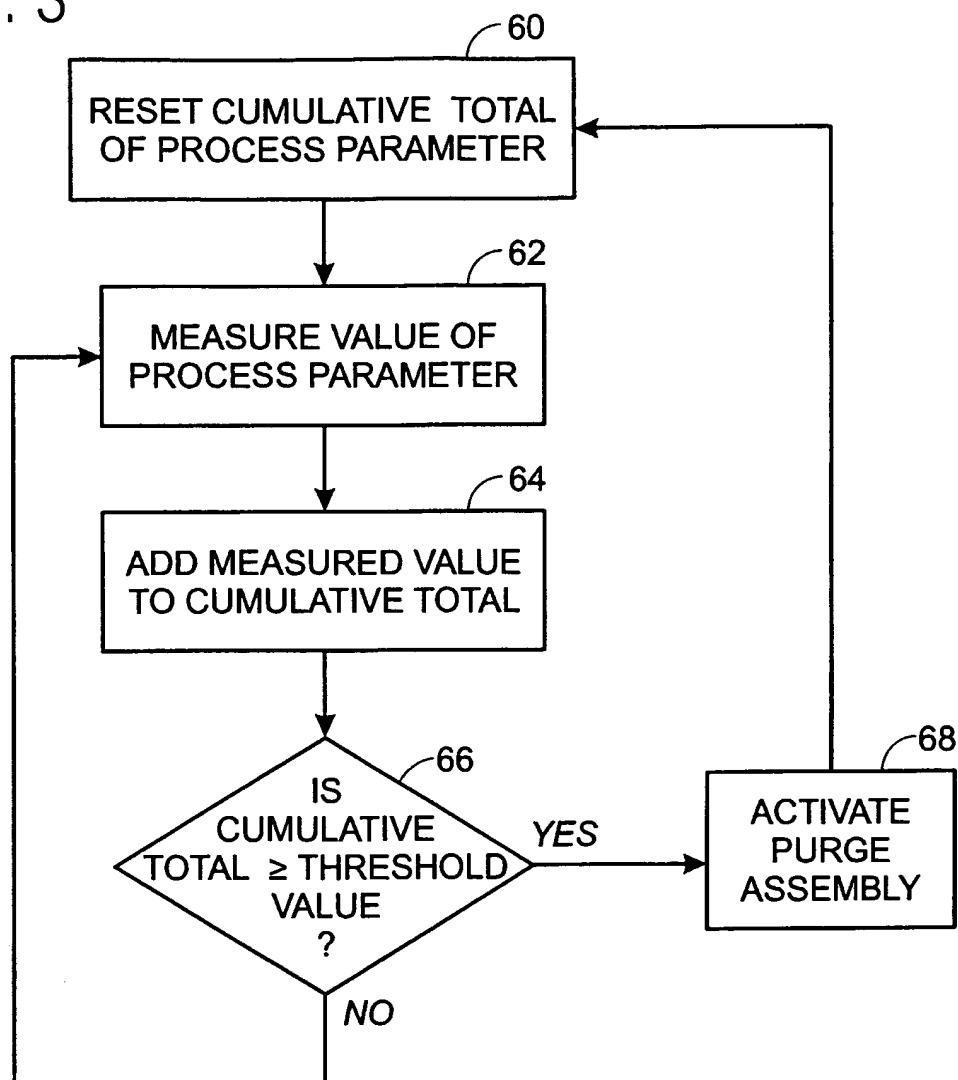 . 3
60
RESET CUMULATIVE TOTAL
OF PROCESS PARAMETER
62
MEASURE VALUE OF
PROCESS PARAMETER
64
ADD MEASURED VALUE
TO CUMULATIVE TOTAL
66
IS
CUMULATIVE
TOTAL ≥ THRESHOLD
VALUE
?
YES
68
ACTIVATE
PURGE
ASSEMBLY
NO